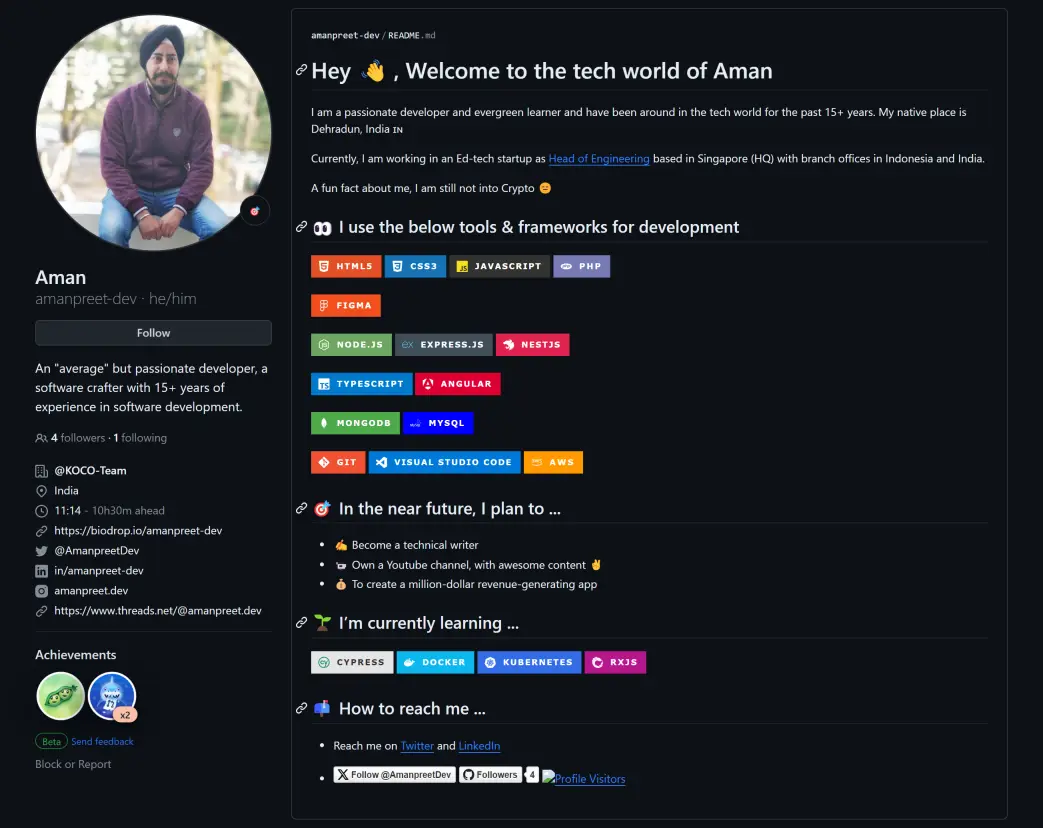 Aman
amanpreet-dev · he/him
Follow
An "average" but passionate developer, a
software crafter with 15+ years of
experience in software development.
4 followers · 1 following
@KOCO-Team
India
11:14 - 10h30m ahead
https://biodrop.io/amanpreet-dev
@AmanpreetDev
in/amanpreet-dev
amanpreet.dev
https://www.threads.net/@amanpreet.dev
Achievements
x2
Beta Send feedback
Block or Report
amanpreet-dev / README.md
Hey 👋 , Welcome to the tech world of Aman
I am a passionate developer and evergreen learner and have been around in the tech world for the past 15+ years. My native place is
Dehradun, India IN
Currently, I am working in an Ed-tech startup as Head of Engineering based in Singapore (HQ) with branch offices in Indonesia and India.
A fun fact about me, I am still not into Crypto 😊
👀 I use the below tools & frameworks for development
HTML5 CSS3 JS JAVASCRIPT php PHP
FIGMA
NODE.JS ex EXPRESS.JS NESTJS
TS TYPESCRIPT ANGULAR
MONGODB MYSQL
GIT VISUAL STUDIO CODE AWS
🎯 In the near future, I plan to ...
• ✍ Become a technical writer
• 📹 Own a Youtube channel, with awesome content ✌
• 💰 To create a million-dollar revenue-generating app
🌱 I’m currently learning ...
cy CYPRESS DOCKER KUBERNETES RXJS
📫 How to reach me ...
• Reach me on Twitter and LinkedIn
• X Follow @AmanpreetDev Followers 4 Profile Visitors